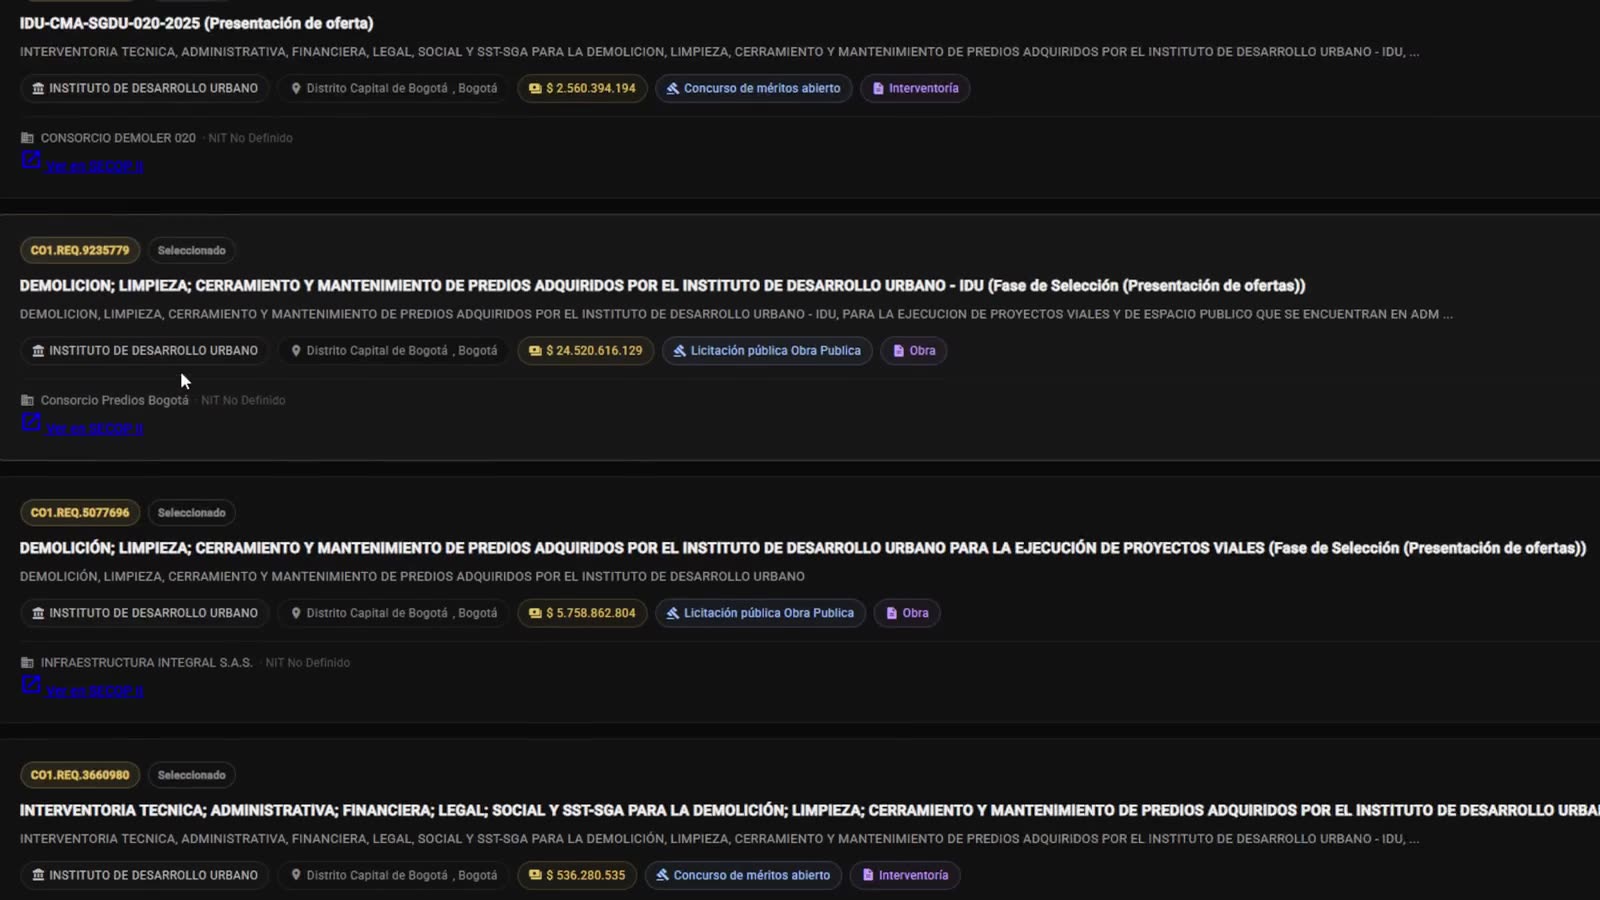 IDU-CMA-SGDU-020-2025 (Presentación de oferta)
INTERVENTORIA TECNICA, ADMINISTRATIVA, FINANCIERA, LEGAL, SOCIAL Y SST-SGA PARA LA DEMOLICION, LIMPIEZA, CERRAMIENTO Y MANTENIMIENTO DE PREDIOS ADQUIRIDOS POR EL INSTITUTO DE DESARROLLO URBANO - IDU, ...
INSTITUTO DE DESARROLLO URBANO Distrito Capital de Bogotá , Bogotá $ 2.560.394.194 Concurso de méritos abierto Interventoría
CONSORCIO DEMOLER 020 · NIT No Definido
Ver en SECOP II
CO1.REQ.9235779 Seleccionado
DEMOLICION; LIMPIEZA; CERRAMIENTO Y MANTENIMIENTO DE PREDIOS ADQUIRIDOS POR EL INSTITUTO DE DESARROLLO URBANO - IDU (Fase de Selección (Presentación de ofertas))
DEMOLICION, LIMPIEZA, CERRAMIENTO Y MANTENIMIENTO DE PREDIOS ADQUIRIDOS POR EL INSTITUTO DE DESARROLLO URBANO - IDU, PARA LA EJECUCION DE PROYECTOS VIALES Y DE ESPACIO PUBLICO QUE SE ENCUENTRAN EN ADM ...
INSTITUTO DE DESARROLLO URBANO Distrito Capital de Bogotá , Bogotá $ 24.520.616.129 Licitación pública Obra Publica Obra
Consorcio Predios Bogotá · NIT No Definido
Ver en SECOP II
CO1.REQ.5077696 Seleccionado
DEMOLICIÓN; LIMPIEZA; CERRAMIENTO Y MANTENIMIENTO DE PREDIOS ADQUIRIDOS POR EL INSTITUTO DE DESARROLLO URBANO PARA LA EJECUCIÓN DE PROYECTOS VIALES (Fase de Selección (Presentación de ofertas))
DEMOLICIÓN, LIMPIEZA, CERRAMIENTO Y MANTENIMIENTO DE PREDIOS ADQUIRIDOS POR EL INSTITUTO DE DESARROLLO URBANO
INSTITUTO DE DESARROLLO URBANO Distrito Capital de Bogotá , Bogotá $ 5.758.862.804 Licitación pública Obra Publica Obra
INFRAESTRUCTURA INTEGRAL S.A.S. · NIT No Definido
Ver en SECOP II
CO1.REQ.3660980 Seleccionado
INTERVENTORIA TECNICA; ADMINISTRATIVA; FINANCIERA; LEGAL; SOCIAL Y SST-SGA PARA LA DEMOLICIÓN; LIMPIEZA; CERRAMIENTO Y MANTENIMIENTO DE PREDIOS ADQUIRIDOS POR EL INSTITUTO DE DESARROLLO URBA
INTERVENTORIA TECNICA, ADMINISTRATIVA, FINANCIERA, LEGAL, SOCIAL Y SST-SGA PARA LA DEMOLICIÓN, LIMPIEZA, CERRAMIENTO Y MANTENIMIENTO DE PREDIOS ADQUIRIDOS POR EL INSTITUTO DE DESARROLLO URBANO - IDU, ...
INSTITUTO DE DESARROLLO URBANO Distrito Capital de Bogotá , Bogotá $ 536.280.535 Concurso de méritos abierto Interventoría